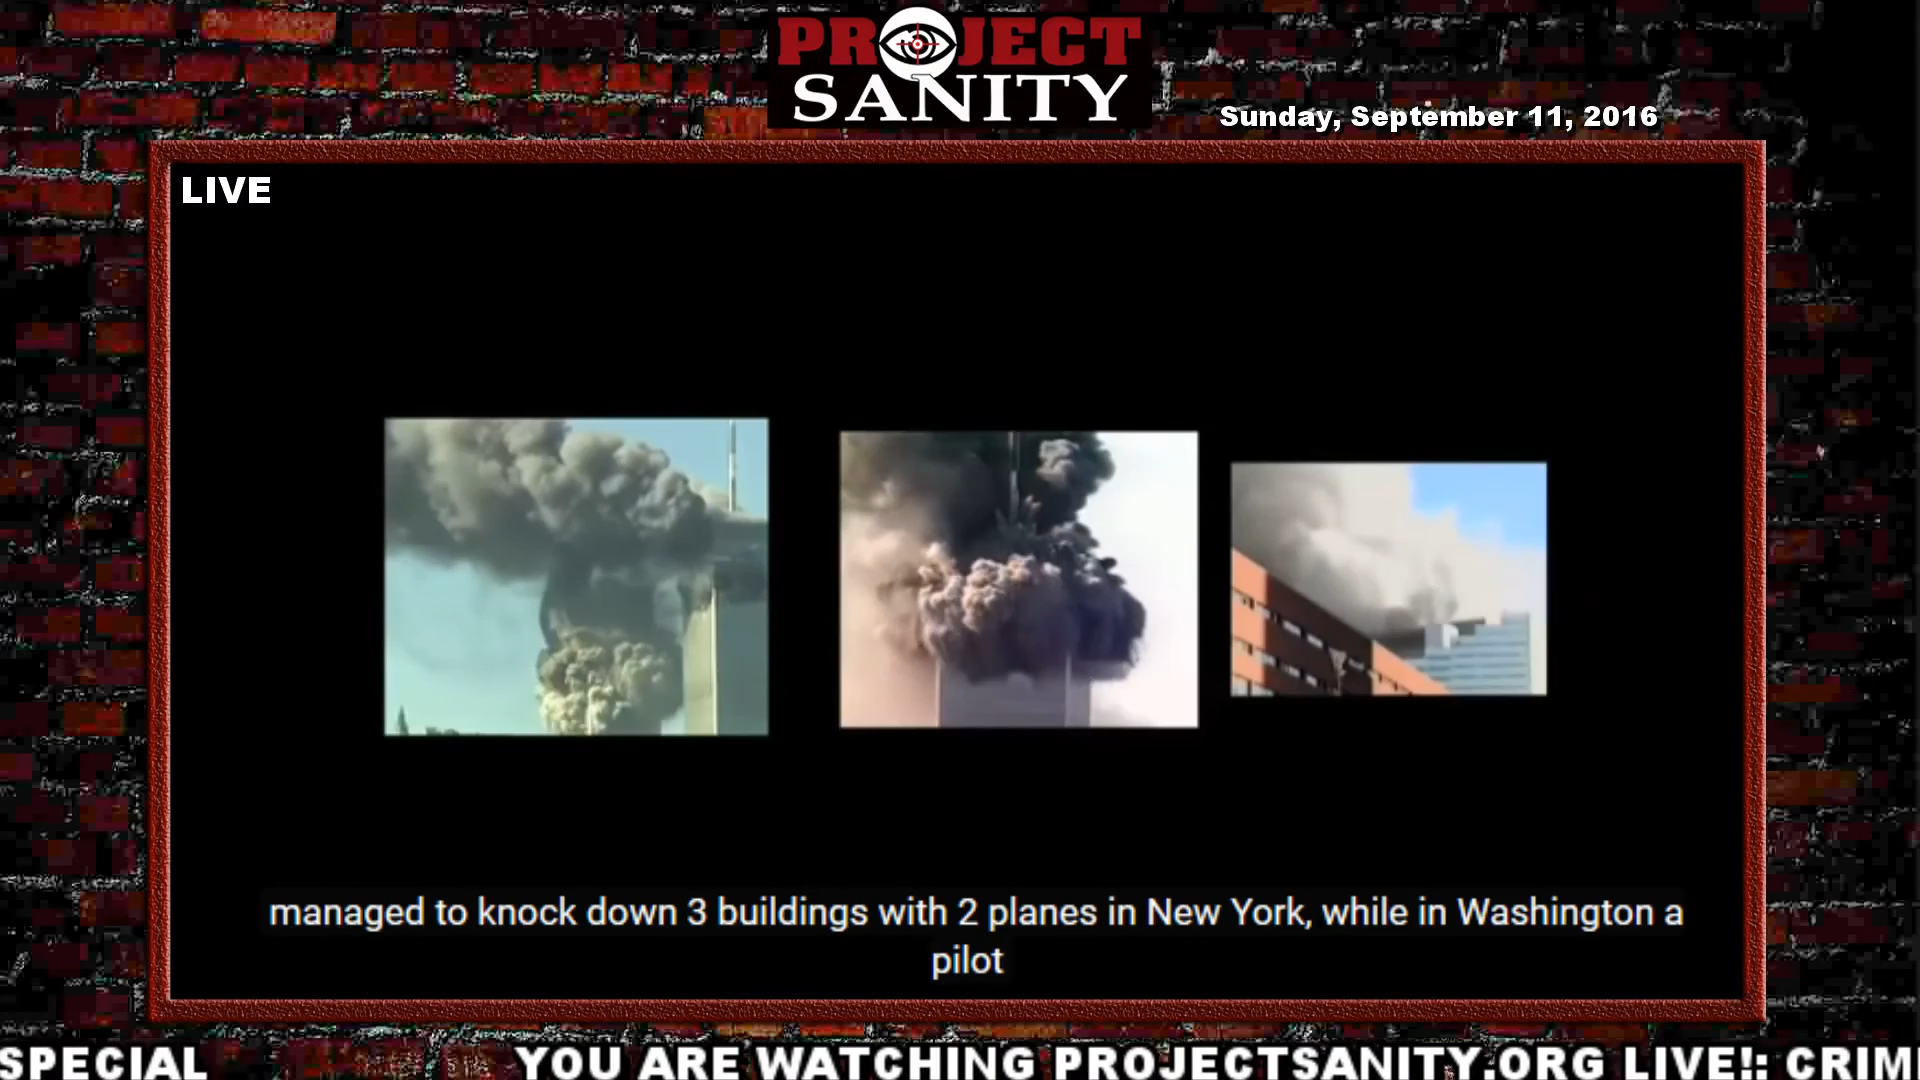 PROJECT
SANITY
Sunday, September 11, 2016
LIVE
managed to knock down 3 buildings with 2 planes in New York, while in Washington a
pilot
SPECIAL YOU ARE WATCHING PROJECTSANITY.ORG LIVE!: CRIM